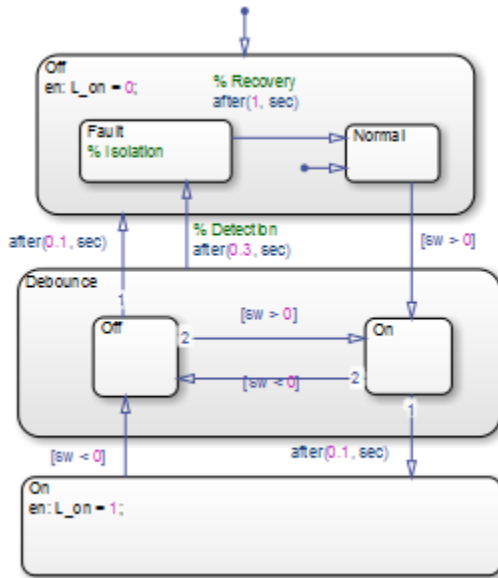 Off
en: L_on = 0;
% Recovery
after(1, sec)
Fault
% Isolation
Normal
after(0.1, sec)
% Detection
after(0.3, sec)
[sw > 0]
Debounce
1
Off
2
[sw > 0]
On
[sw < 0]
2
1
[sw < 0]
after(0.1, sec)
On
en: L_on = 1;